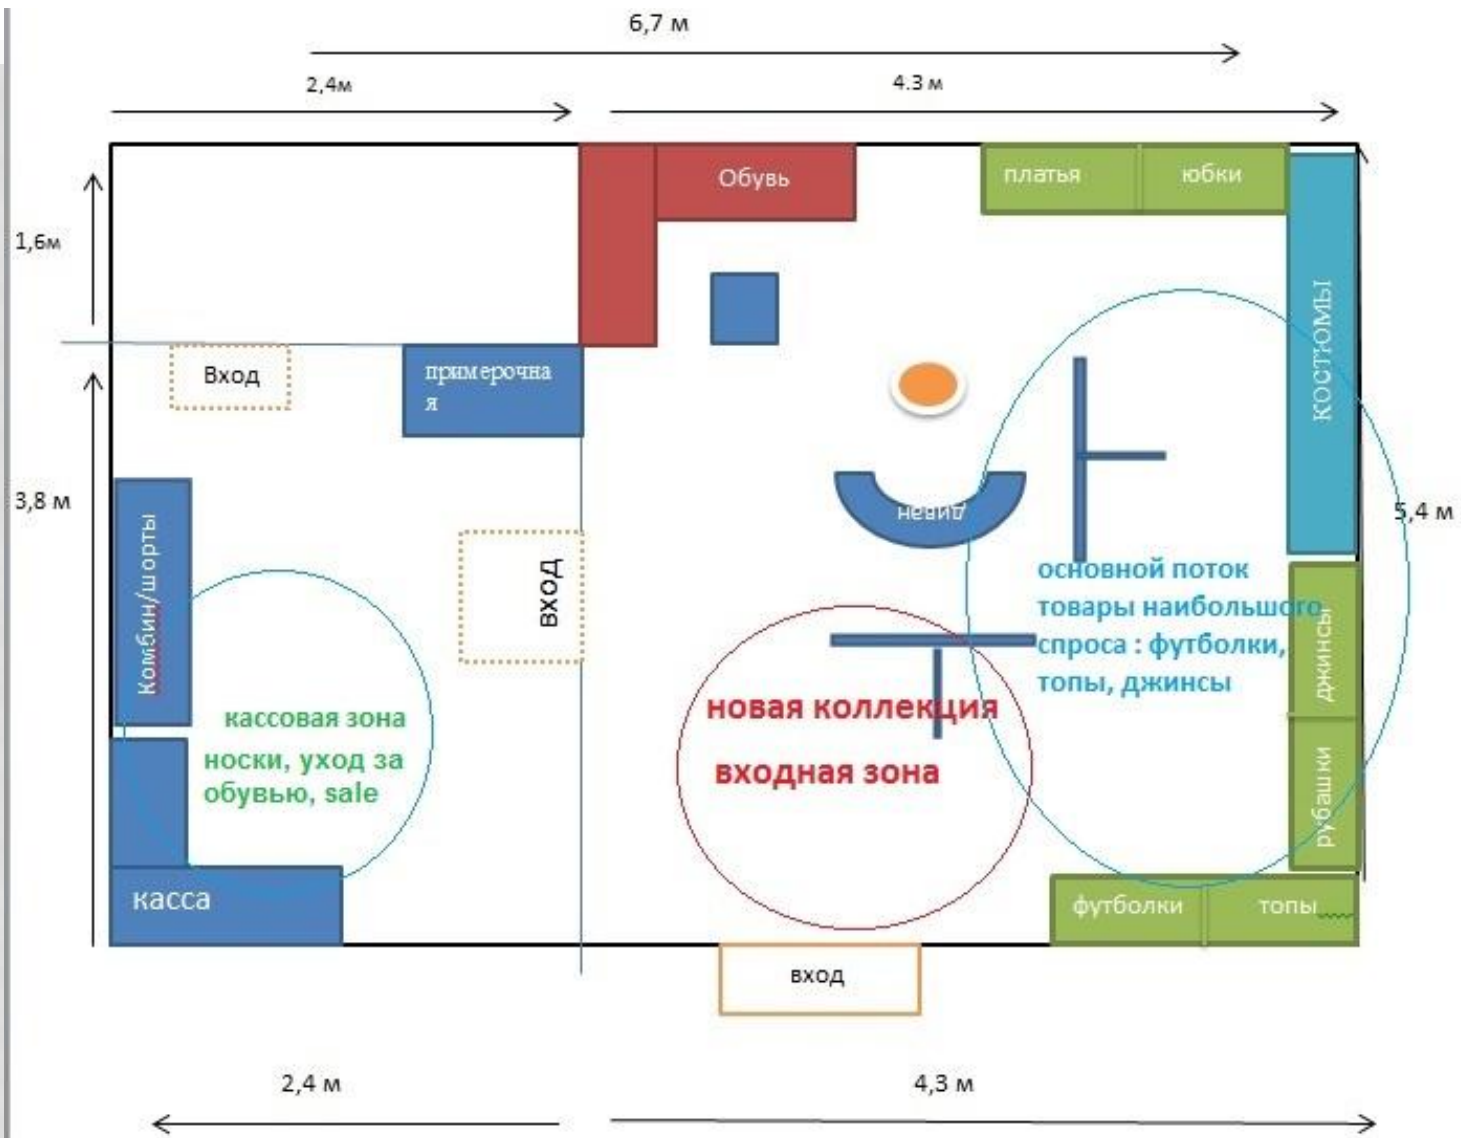 6,7 м
2,4м
4.3 м
Обувь
платья
юбки
1,6м
КОСТЮМЫ
Вход
примерочна
я
3,8 м
диван
5,4 м
Комбин/шорты
вход
основной поток
товары наибольшого
спроса : футболки,
топы, джинсы
джинсы
новая коллекция
входная зона
кассовая зона
носки, уход за
обувью, sale
рубашки
касса
футболки
топы
вход
2,4 м
4,3 м